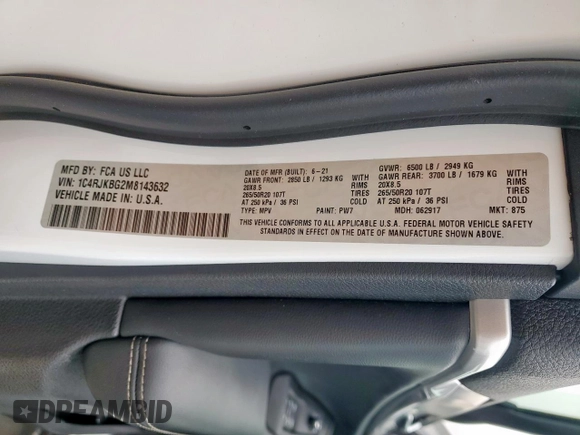 MFD BY: FCA US LLC
VIN: 1C4RJKBG2M8143632
VEHICLE MADE IN: U.S.A.
DATE OF MFR (BUILT): 6-21
GAWR FRONT: 2850 LB / 1293 KG
20X8.5 RIMS
265/50R20 107T TIRES
AT 250 kPa / 36 PSI
TYPE: MPV PAINT: PW7
GVWR: 6500 LB / 2949 KG
GAWR REAR: 3700 LB / 1679 KG
20X8.5 RIMS
265/50R20 107T TIRES
AT 250 kPa / 36 PSI
MDH: 062917 MKT: 875
THIS VEHICLE CONFORMS TO ALL APPLICABLE U.S.A. FEDERAL MOTOR VEHICLE SAFETY
STANDARDS IN EFFECT ON THE DATE OF MANUFACTURE SHOWN ABOVE.
DREAMBID